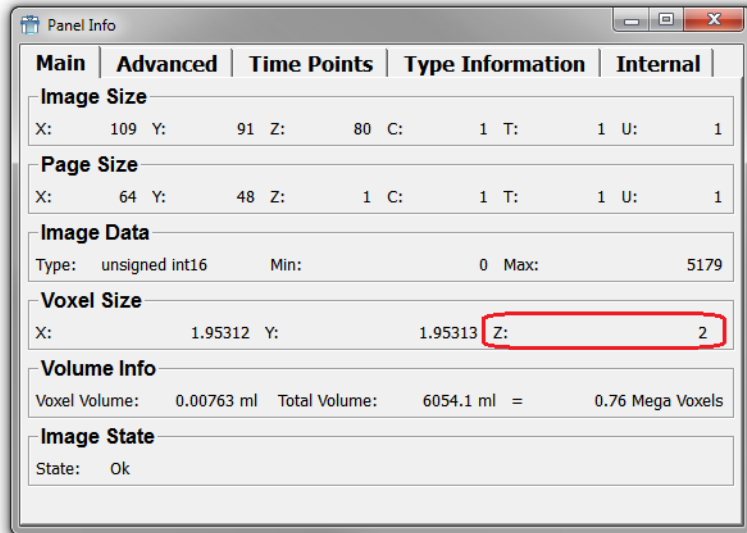 Panel Info
Main Advanced Time Points Type Information Internal
Image Size
X: 109 Y: 91 Z: 80 C: 1 T: 1 U: 1
Page Size
X: 64 Y: 48 Z: 1 C: 1 T: 1 U: 1
Image Data
Type: unsigned int16 Min: 0 Max: 5179
Voxel Size
X: 1.95312 Y: 1.95313 Z: 2
Volume Info
Voxel Volume: 0.00763 ml Total Volume: 6054.1 ml = 0.76 Mega Voxels
Image State
State: Ok